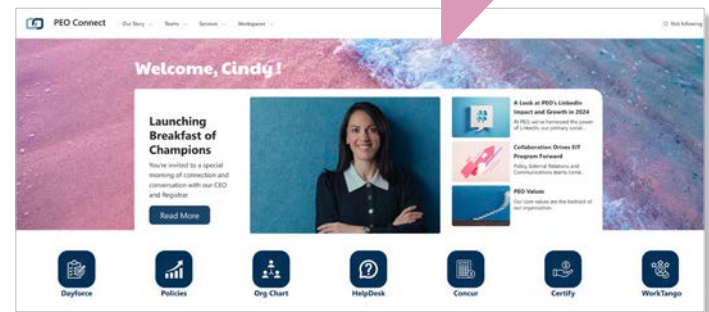 PEO Connect
Our Story
Teams
Services
Workspaces
Not following
Welcome, Cindy!
Launching
Breakfast of
Champions
You're invited to a special
morning of connection and
conversation with our CEO
and Registrar.
Read More
A Look at PEO's LinkedIn
Impact and Growth in 2024
At PEO, we've harnessed the power
of LinkedIn, our primary social...
Collaboration Drives EIT
Program Forward
Policy, External Relations and
Communications teams come...
PEO Values
Our core values are the bedrock of
our organization.
Dayforce
Policies
Org Chart
HelpDesk
Concur
Certify
WorkTango